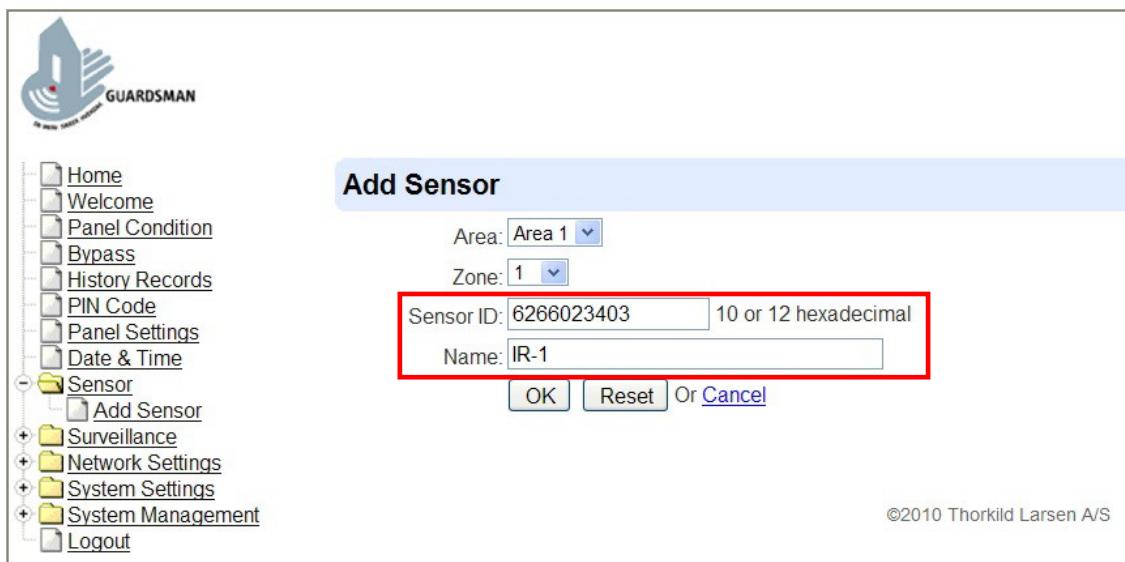 GUARDSMAN
Home
Welcome
Panel Condition
Bypass
History Records
PIN Code
Panel Settings
Date & Time
Sensor
Add Sensor
Surveillance
Network Settings
System Settings
System Management
Logout
Add Sensor
Area: Area 1
Zone: 1
Sensor ID: 6266023403 10 or 12 hexadecimal
Name: IR-1
OK Reset Or Cancel
©2010 Thorkild Larsen A/S